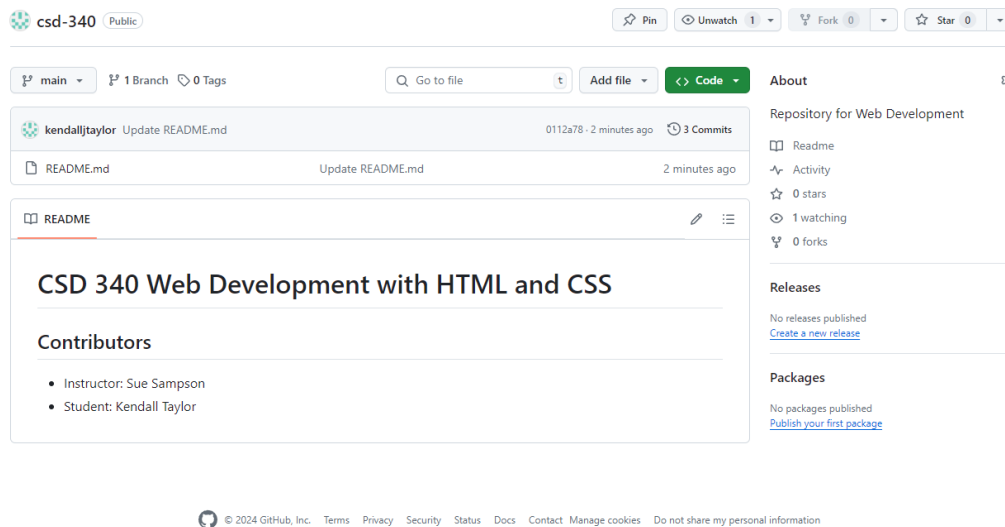 csd-340 Public
Pin
Unwatch 1
Fork 0
Star 0
main
1 Branch
0 Tags
Go to file t
Add file
Code
kendalljtaylor Update README.md 0112a78 · 2 minutes ago 3 Commits
README.md Update README.md 2 minutes ago
README
CSD 340 Web Development with HTML and CSS
Contributors
Instructor: Sue Sampson
Student: Kendall Taylor
About
Repository for Web Development
Readme
Activity
0 stars
1 watching
0 forks
Releases
No releases published
Create a new release
Packages
No packages published
Publish your first package
© 2024 GitHub, Inc. Terms Privacy Security Status Docs Contact Manage cookies Do not share my personal information